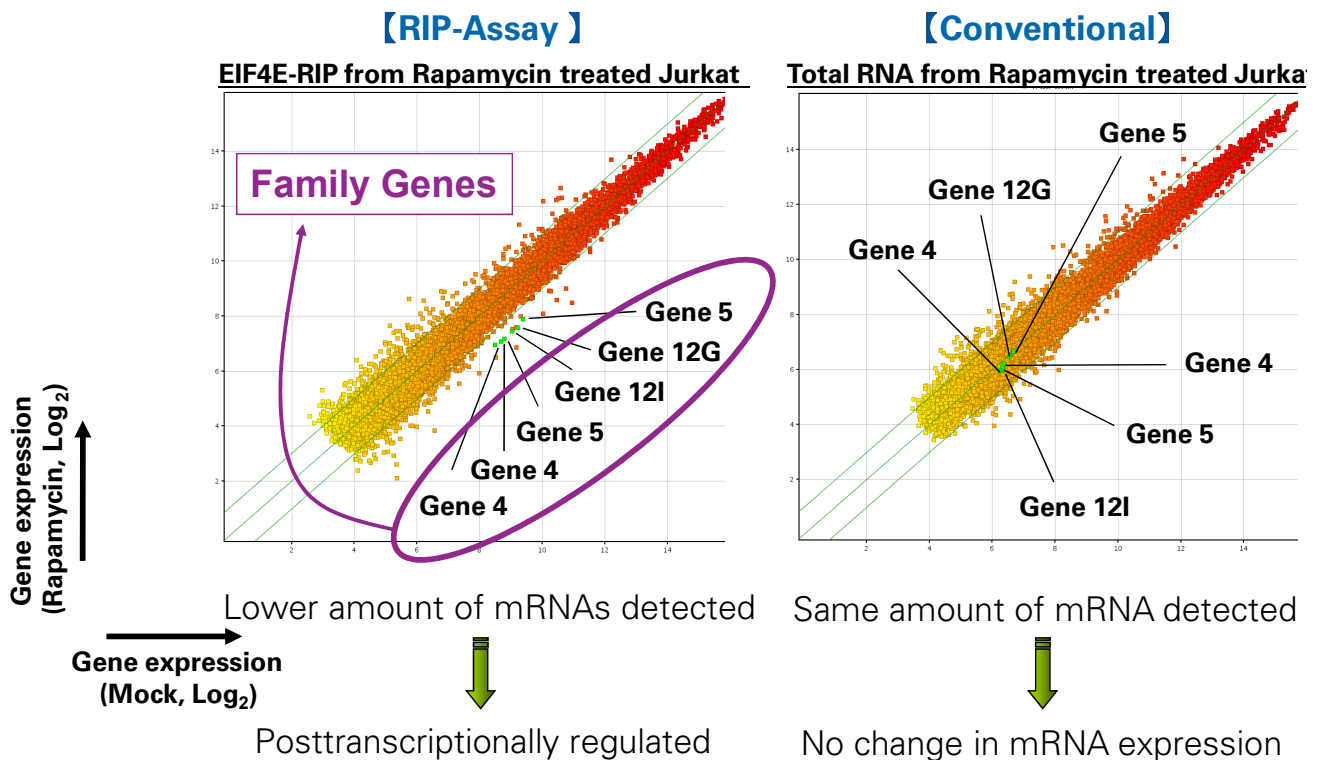 【RIP-Assay 】
EIF4E-RIP from Rapamycin treated Jurkat
Family Genes
14
12
10
8
6
4
2
2
4
6
8
10
12
14
Gene 5
Gene 12G
Gene 12I
Gene 5
Gene 4
Gene 4
Lower amount of mRNAs detected
Posttranscriptionally regulated
Gene expression
(Rapamycin, Log2)
Gene expression
(Mock, Log2)
【Conventional】
Total RNA from Rapamycin treated Jurkat
14
12
10
8
6
4
2
2
4
6
8
10
12
14
Gene 5
Gene 12G
Gene 4
Gene 4
Gene 5
Gene 12I
Same amount of mRNA detected
No change in mRNA expression